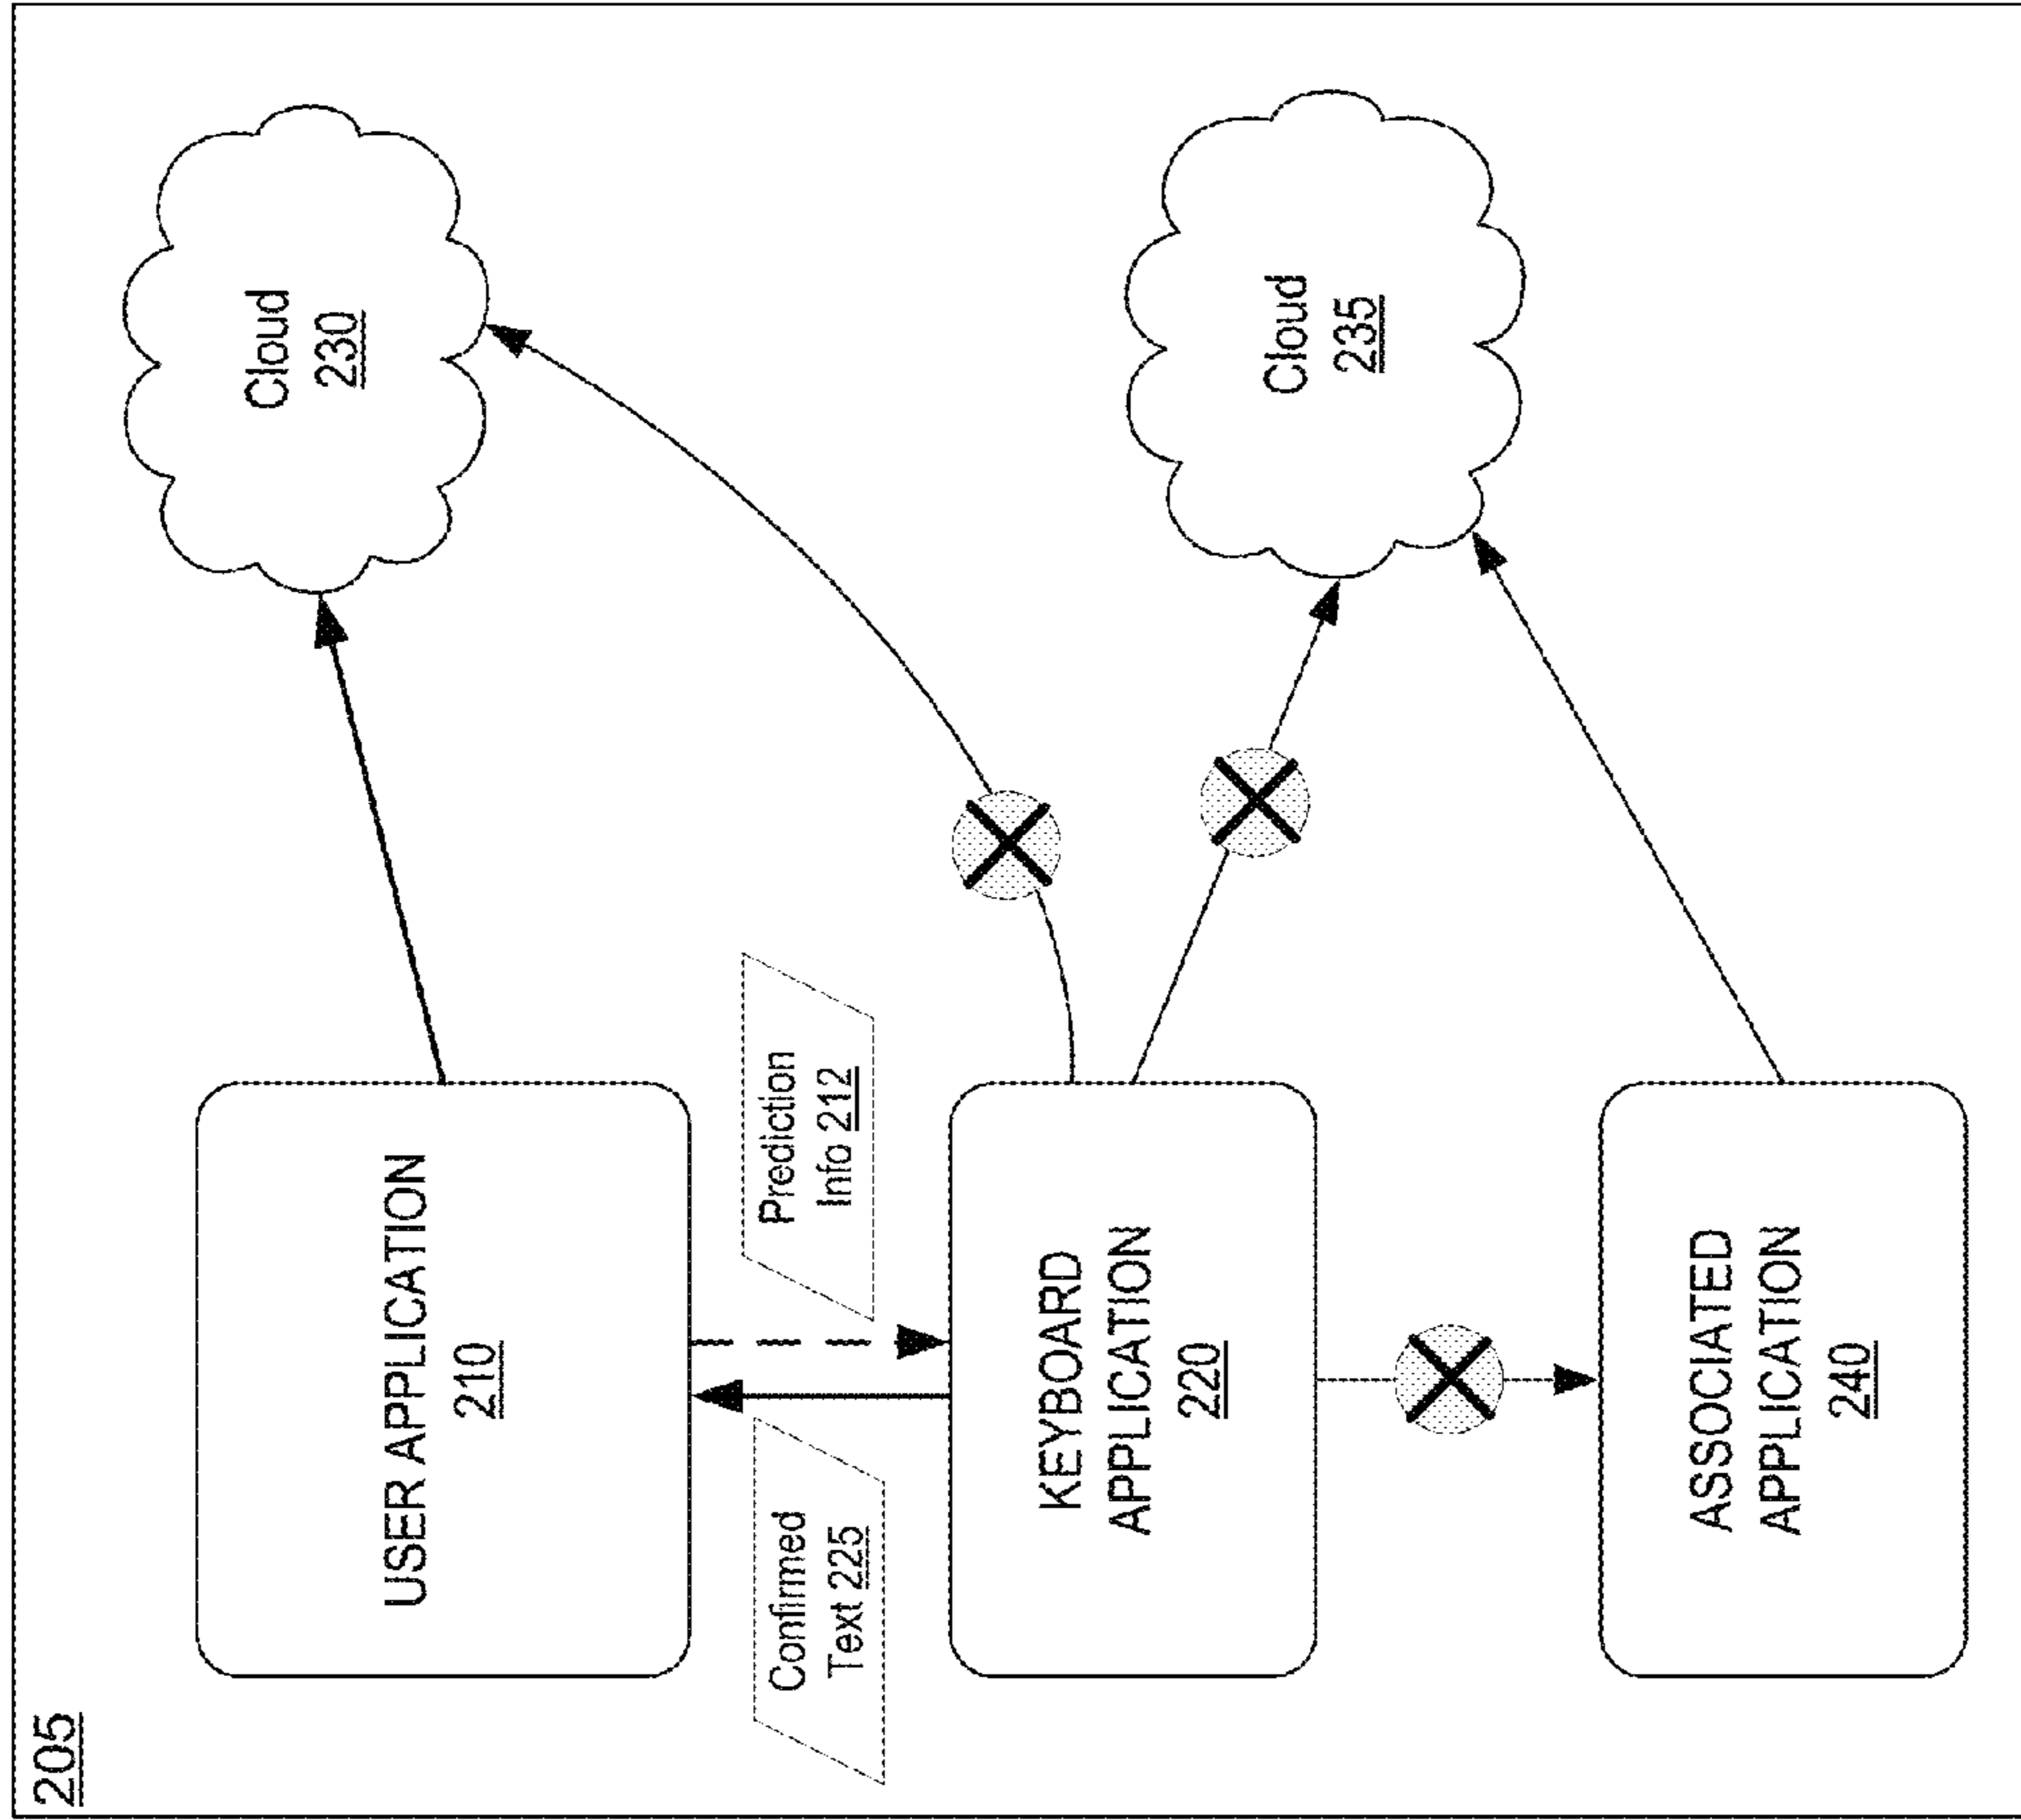 205
USER APPLICATION
210
Cloud
230
Confirmed
Text 225
Prediction
Info 212
KEYBOARD
APPLICATION
220
Cloud
235
ASSOCIATED
APPLICATION
240